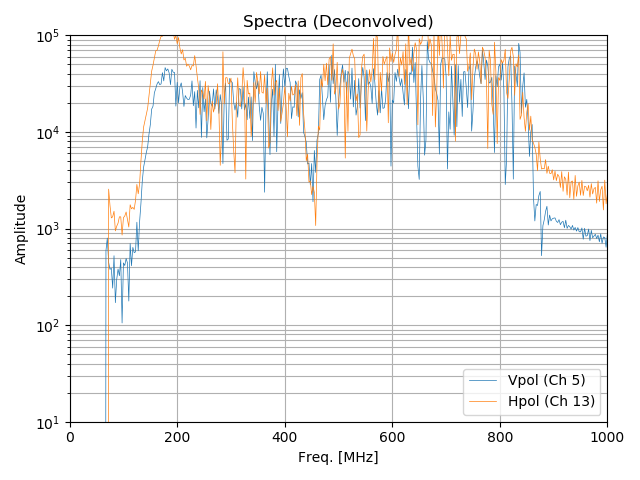 Spectra (Deconvolved)
Amplitude
10^5
10^4
10^3
10^2
10^1
0 200 400 600 800 1000
Freq. [MHz]
Vpol (Ch 5)
Hpol (Ch 13)